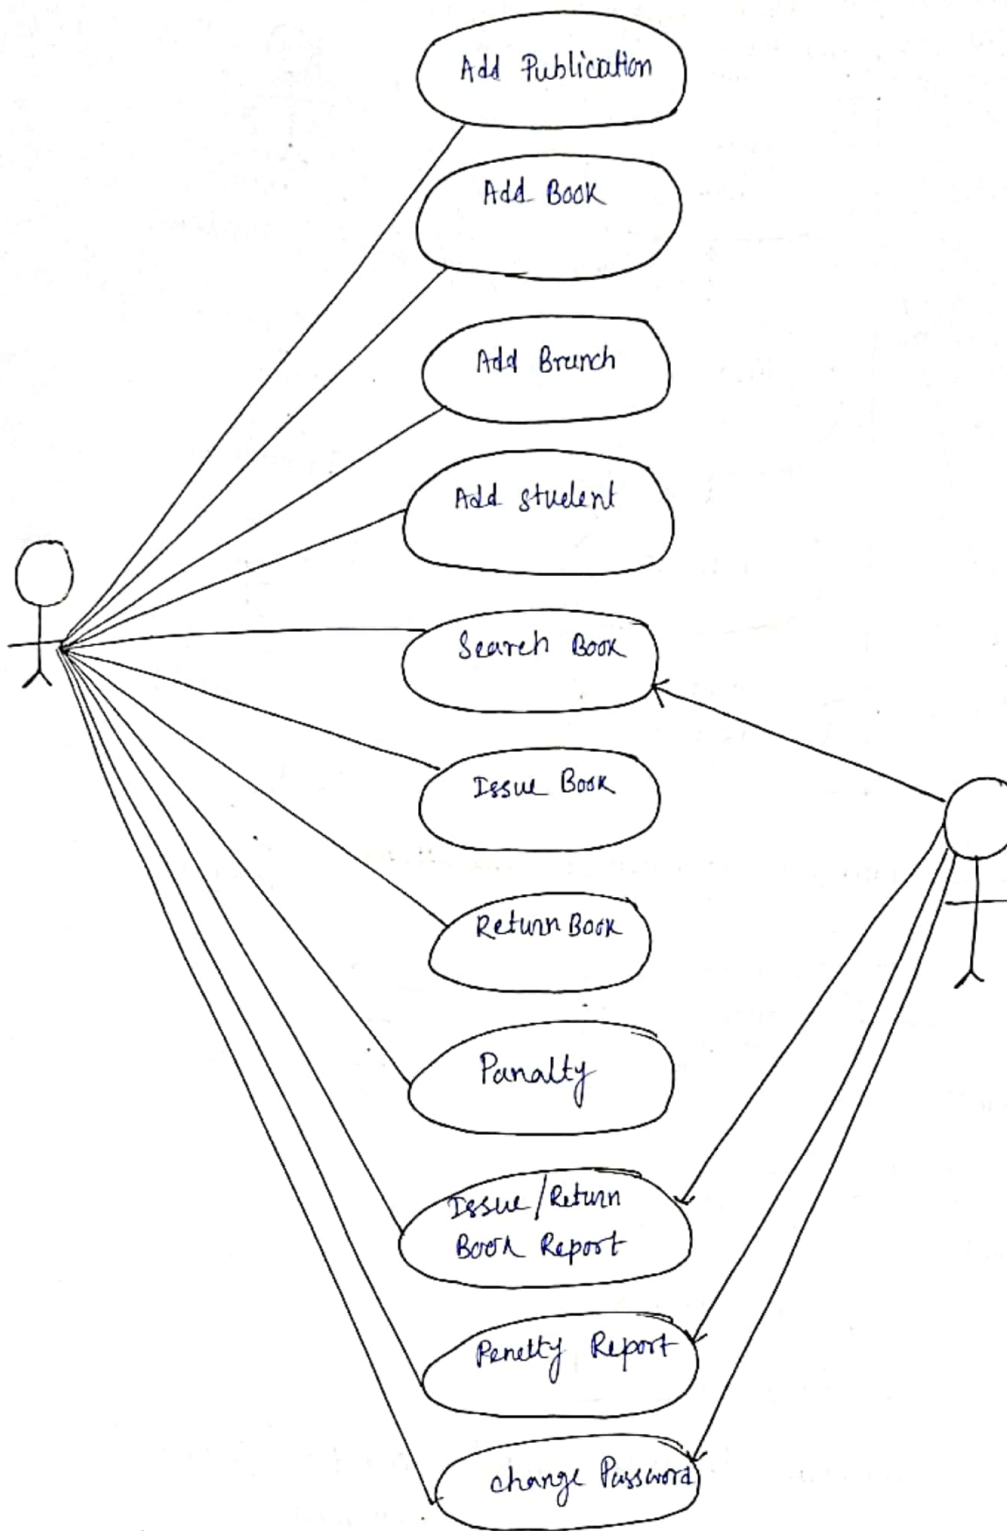 Add Publication
Add Book
Add Branch
Add Student
Search Book
Issue Book
Return Book
Panalty
Issue/Return
Book Report
Penelty Report
change Password